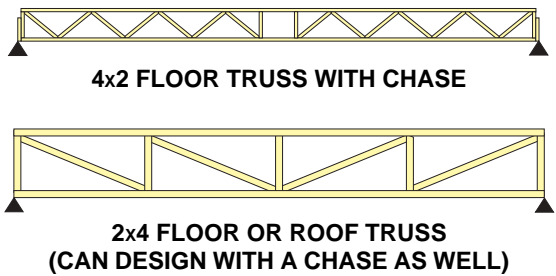 4x2 FLOOR TRUSS WITH CHASE
2x4 FLOOR OR ROOF TRUSS
(CAN DESIGN WITH A CHASE AS WELL)